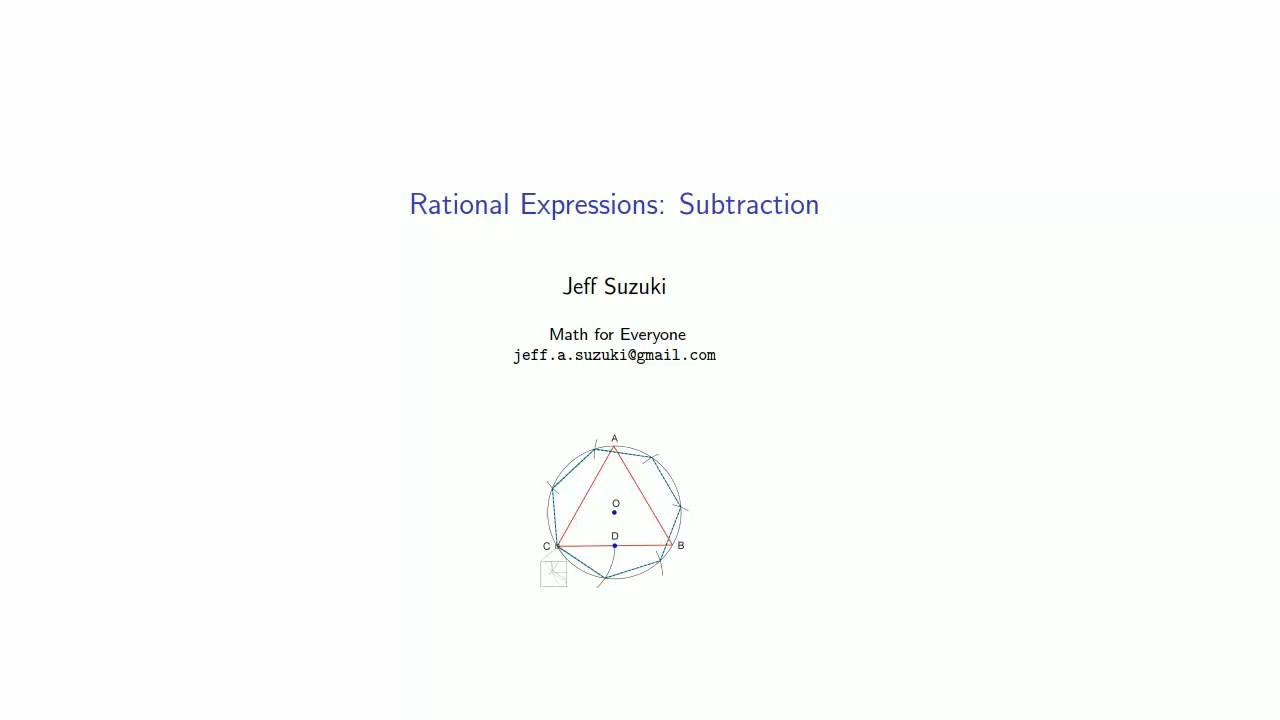 Rational Expressions: Subtraction
Jeff Suzuki
Math for Everyone
jeff.a.suzuki@gmail.com
A
O
D
C
B